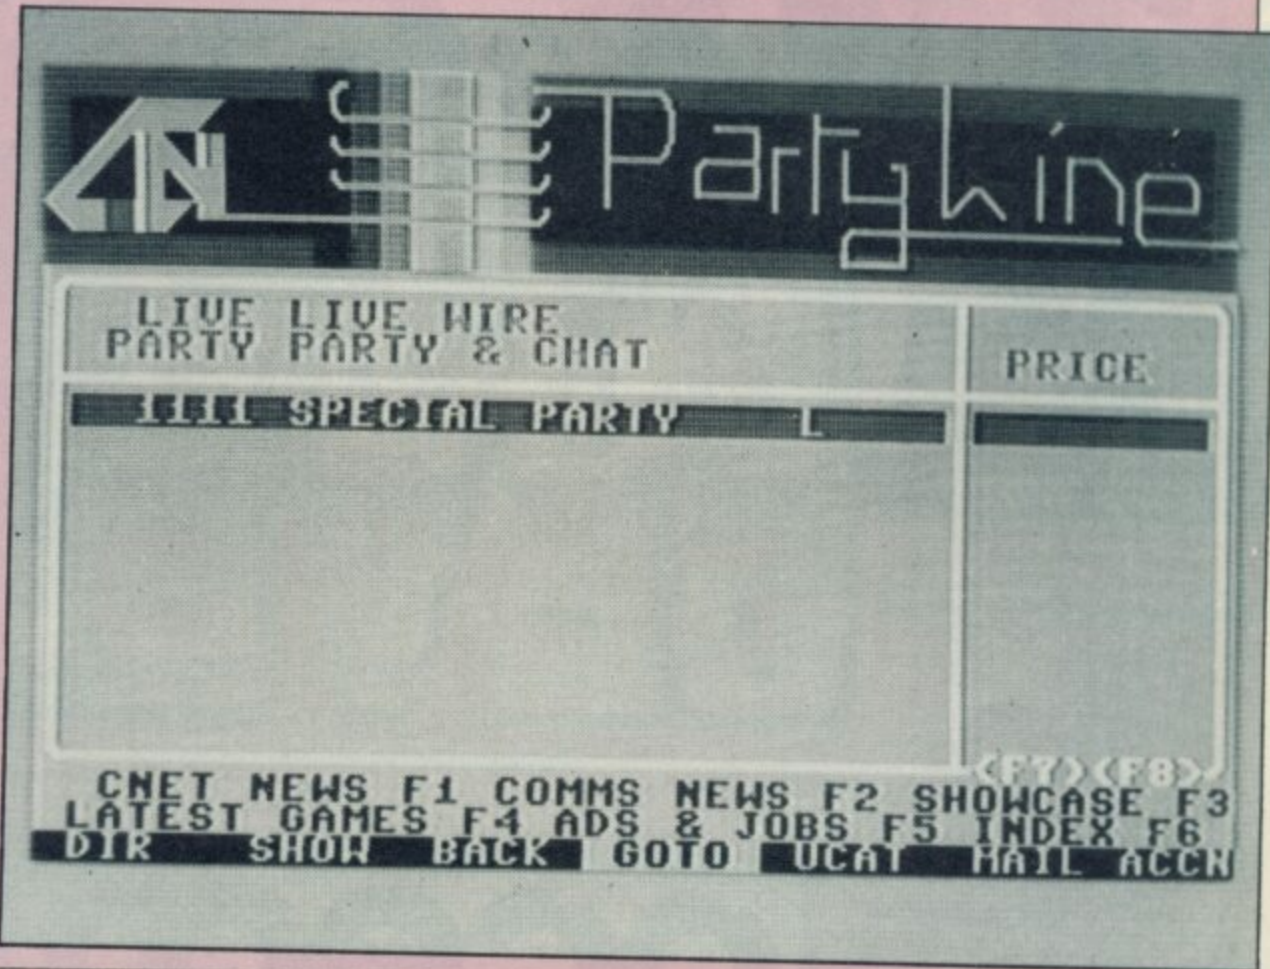 PartyLine
LIVE LIVE WIRE
PARTY PARTY & CHAT
PRICE
1111 SPECIAL PARTY L
<F7><F8>
CNET NEWS F1 COMMS NEWS F2 SHOWCASE F3
LATEST GAMES F4 ADS & JOBS F5 INDEX F6
DIR SHOW BACK GOTO UCAT MAIL ACCN